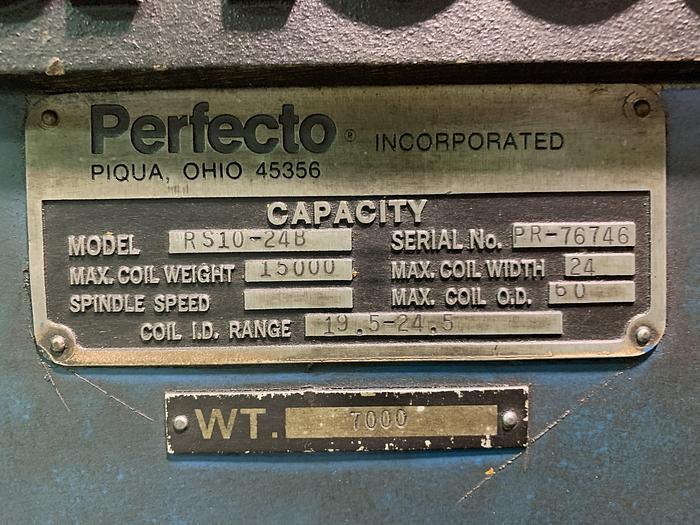 Perfecto ® INCORPORATED
PIQUA, OHIO 45356
CAPACITY
MODEL RS10-24B SERIAL No. PR-76746
MAX. COIL WEIGHT 15000 MAX. COIL WIDTH 24
SPINDLE SPEED MAX. COIL O.D. 60
COIL I.D. RANGE 19.5-24.5
WT. 7000